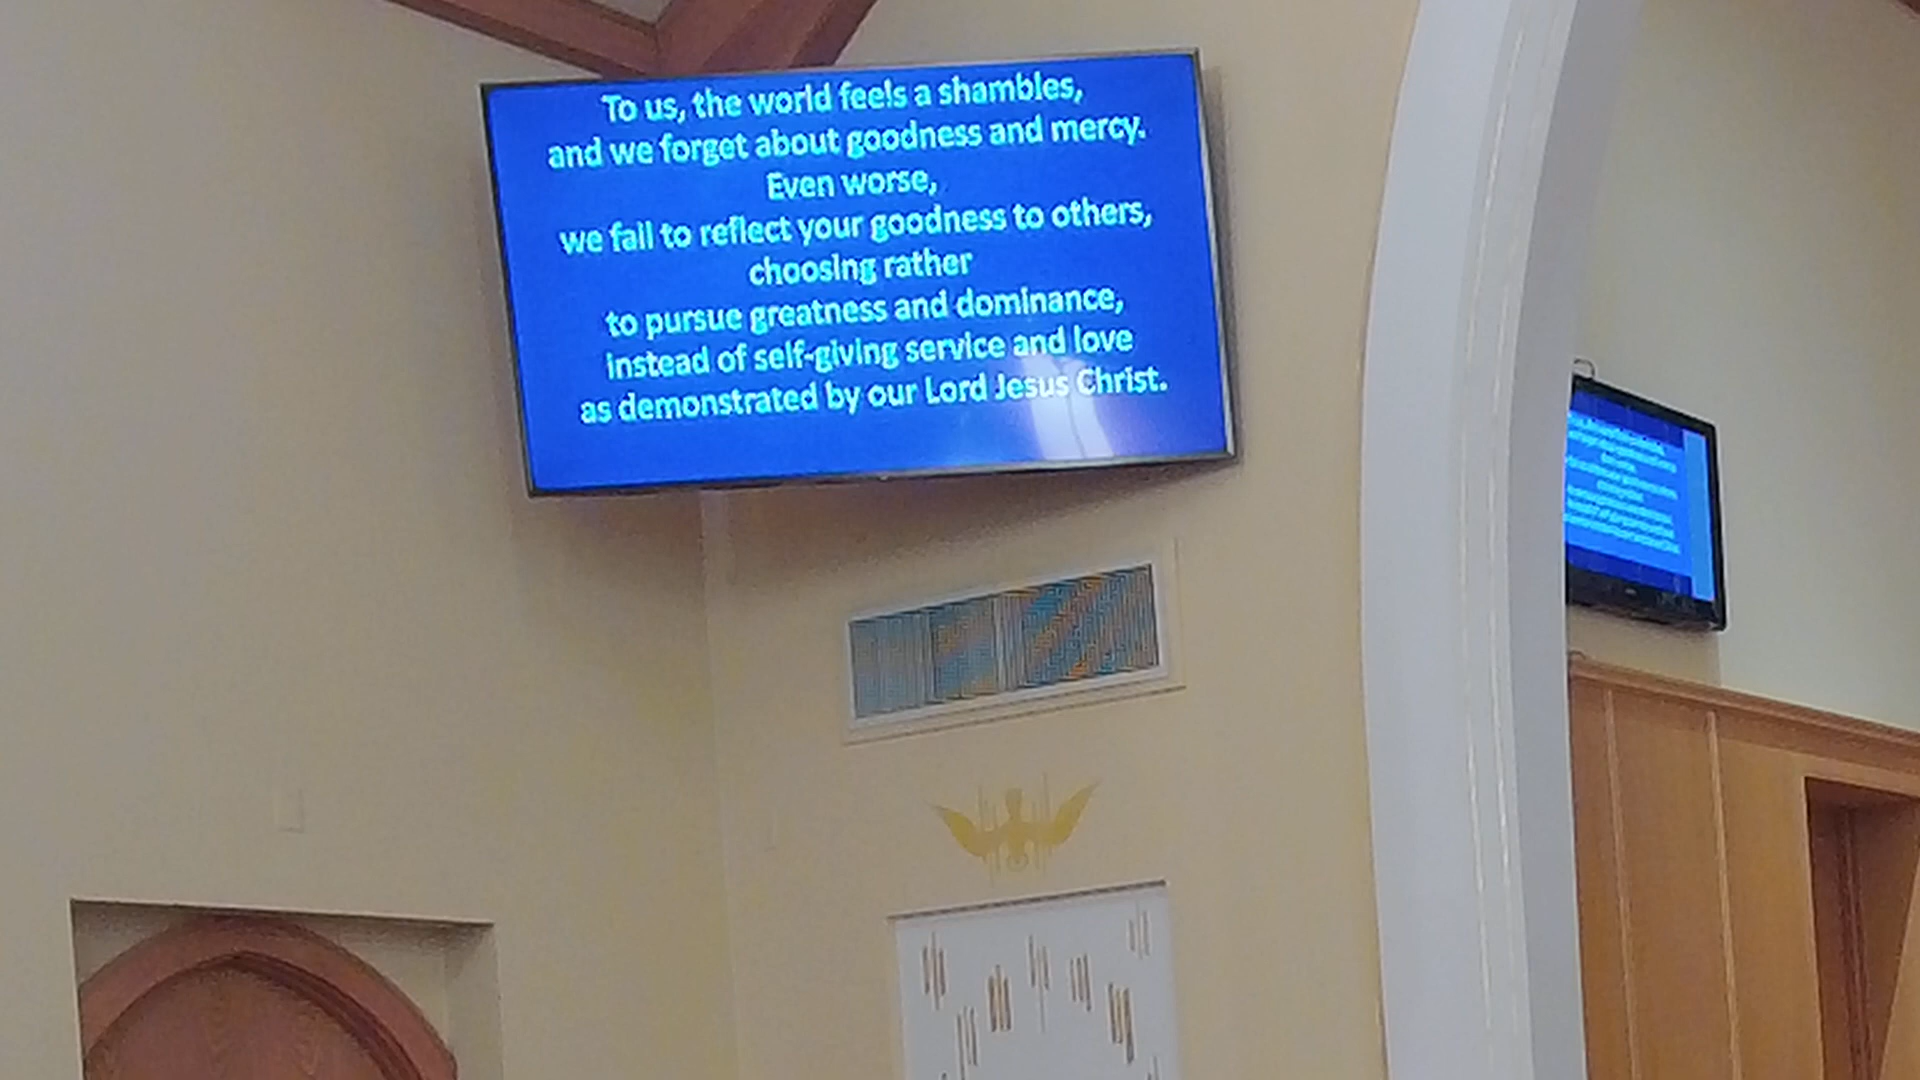 To us, the world feels a shambles,
and we forget about goodness and mercy.
Even worse,
we fail to reflect your goodness to others,
choosing rather
to pursue greatness and dominance,
instead of self-giving service and love
as demonstrated by our Lord Jesus Christ.